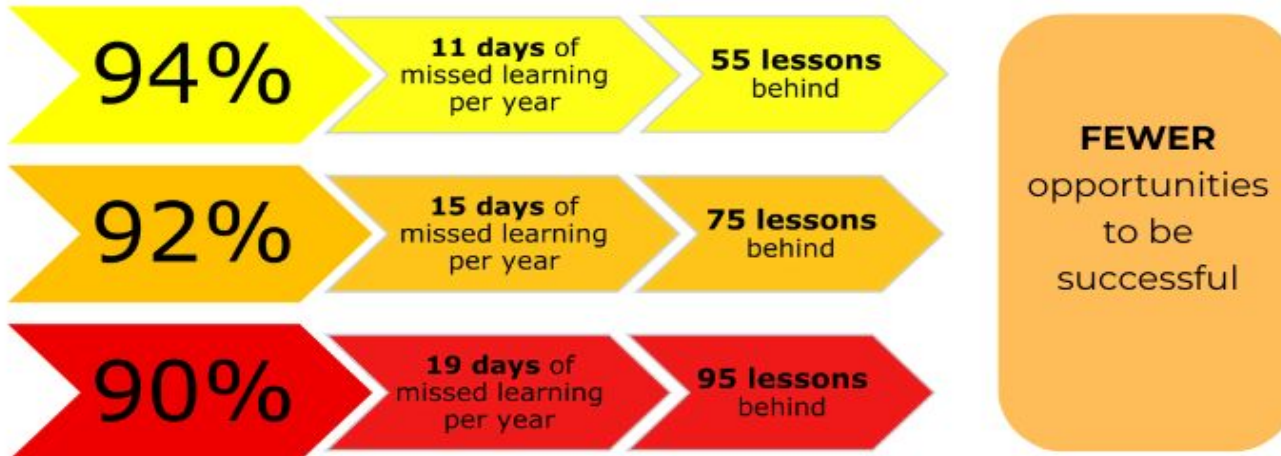 94%
11 days of
missed learning
per year
55 lessons
behind
92%
15 days of
missed learning
per year
75 lessons
behind
90%
19 days of
missed learning
per year
95 lessons
behind
FEWER
opportunities
to be
successful